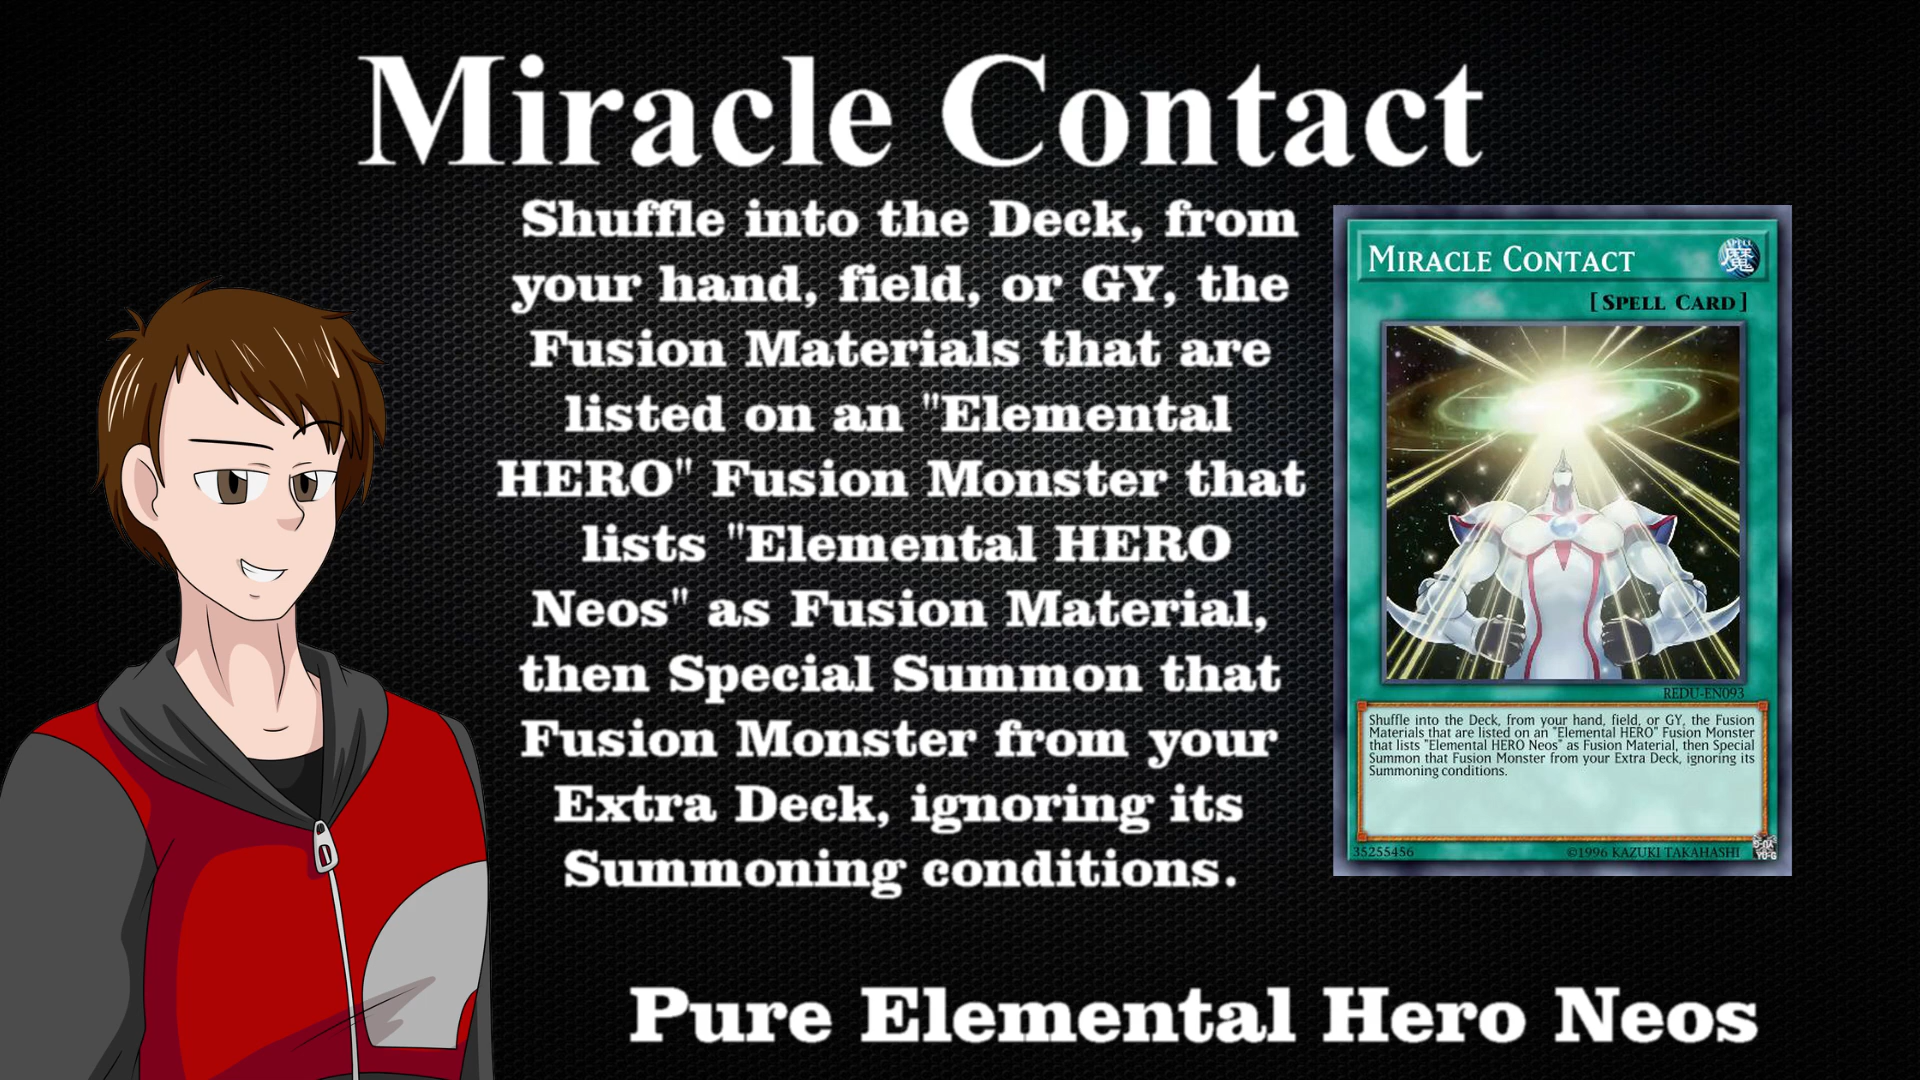 Miracle Contact
Shuffle into the Deck, from
your hand, field, or GY, the
Fusion Materials that are
listed on an "Elemental
HERO" Fusion Monster that
lists "Elemental HERO
Neos" as Fusion Material,
then Special Summon that
Fusion Monster from your
Extra Deck, ignoring its
Summoning conditions.
MIRACLE CONTACT
SPELL
魔
[SPELL CARD]
REDU-EN093
Shuffle into the Deck, from your hand, field, or GY, the Fusion
Materials that are listed on an "Elemental HERO" Fusion Monster
that lists "Elemental HERO Neos" as Fusion Material, then Special
Summon that Fusion Monster from your Extra Deck, ignoring its
Summoning conditions.
35255456
©1996 KAZUKI TAKAHASHI
Pure Elemental Hero Neos